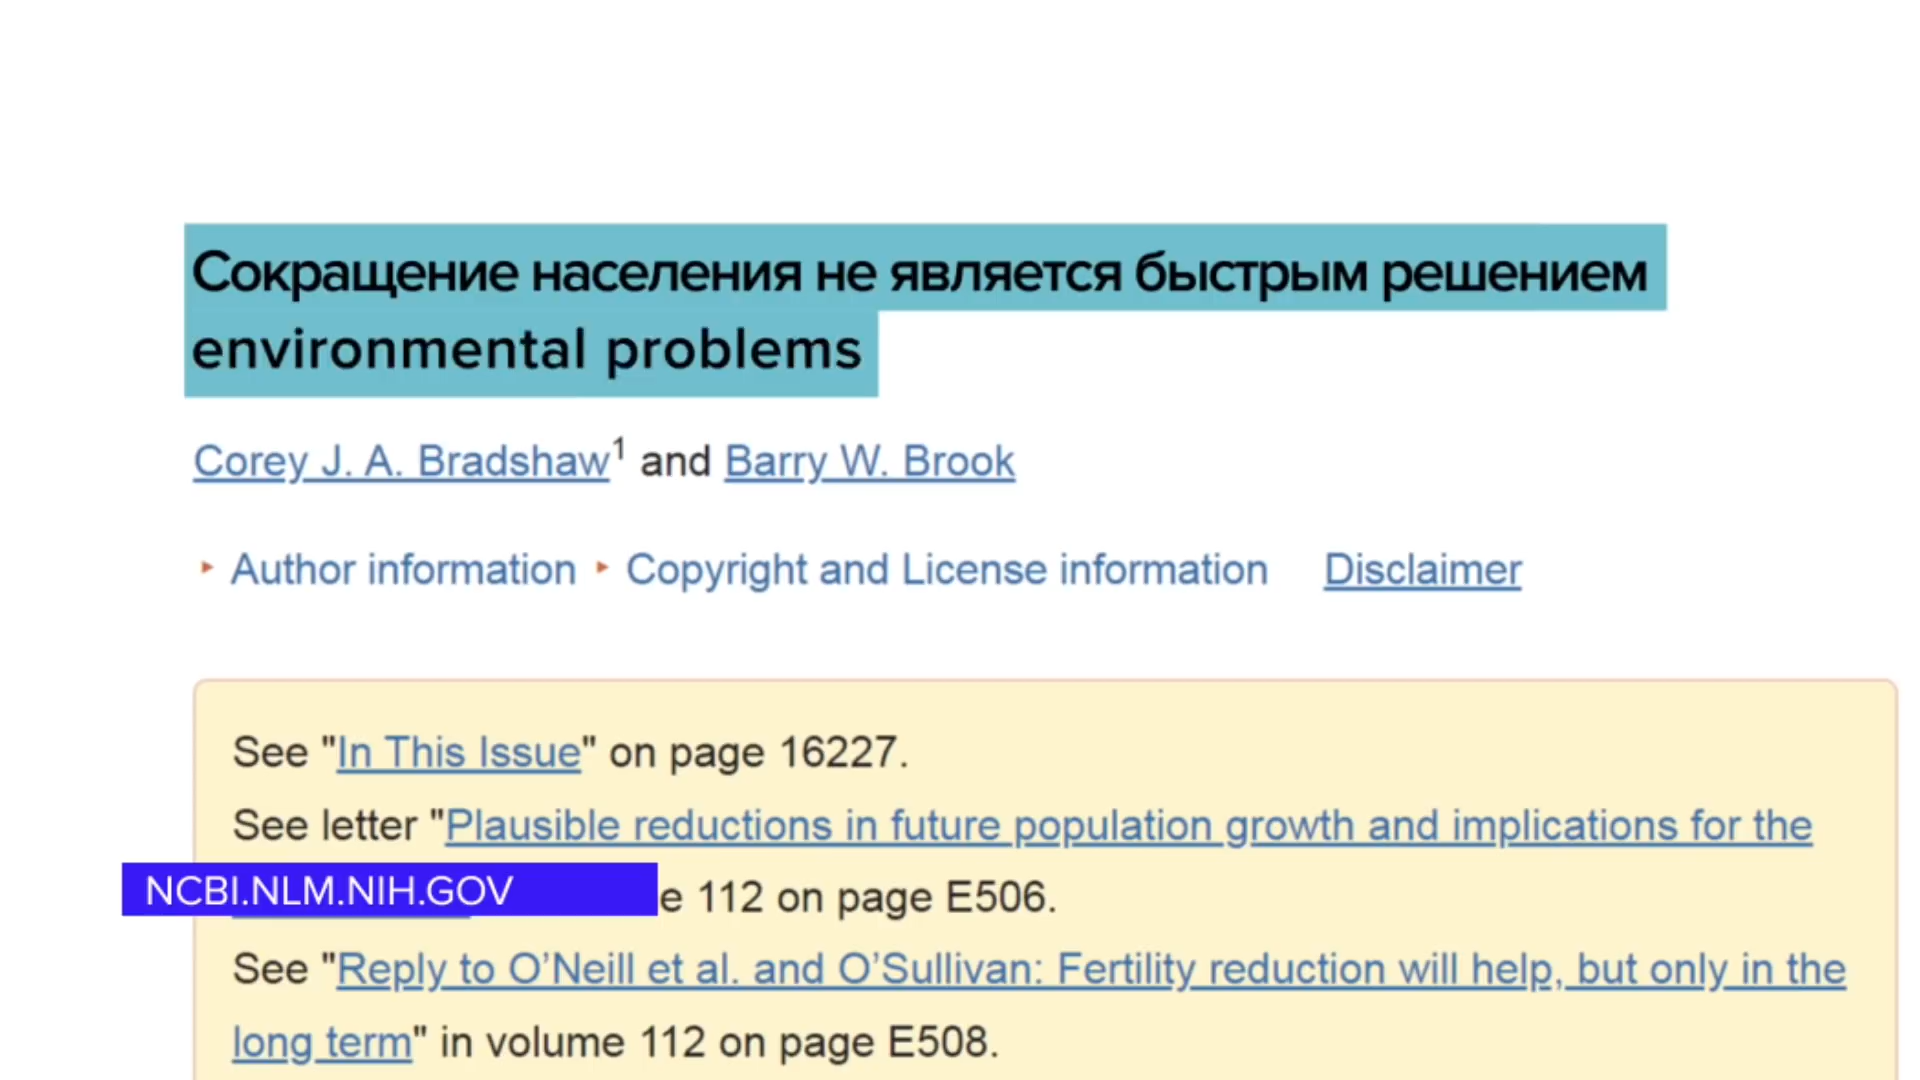 Сокращение населения не является быстрым решением
environmental problems
Corey J. A. Bradshaw¹ and Barry W. Brook
▸ Author information ▸ Copyright and License information Disclaimer
See "In This Issue" on page 16227.
See letter "Plausible reductions in future population growth and implications for the
NCBI.NLM.NIH.GOV
e 112 on page E506.
See "Reply to O’Neill et al. and O’Sullivan: Fertility reduction will help, but only in the
long term" in volume 112 on page E508.